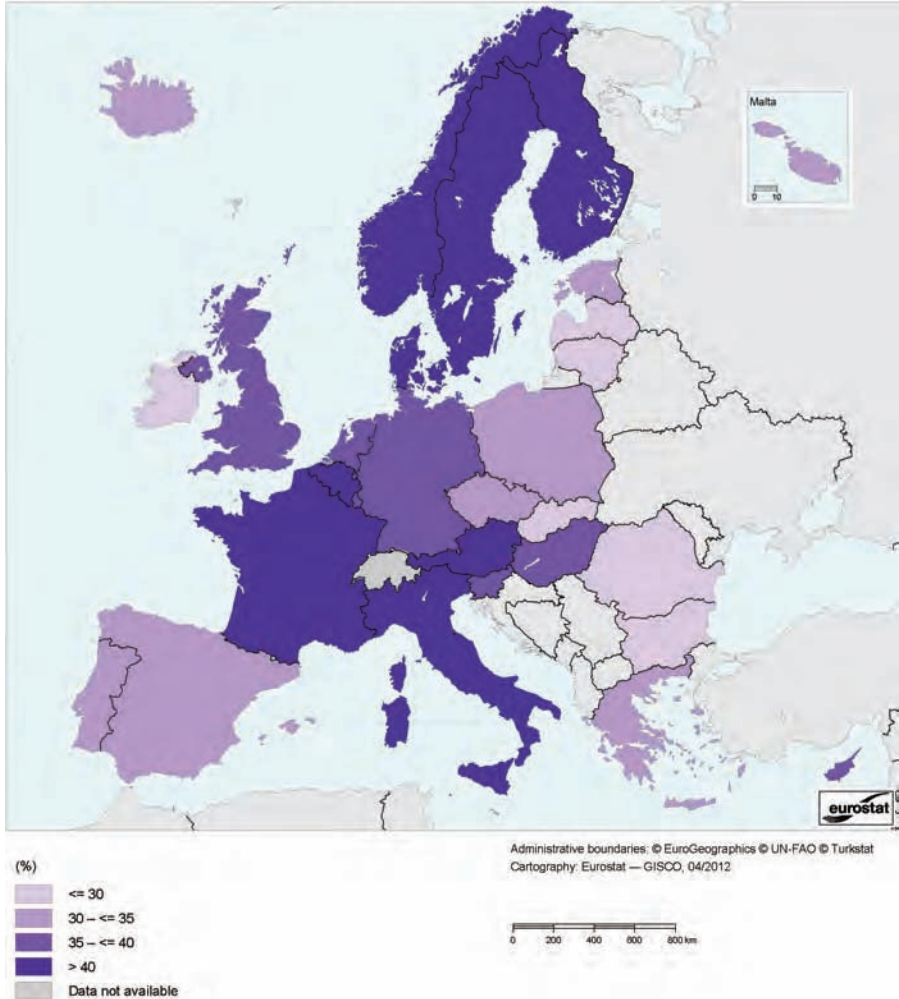 Malta
0 10
eurostat
Administrative boundaries: © EuroGeographics © UN-FAO © Turkstat
Cartography: Eurostat — GISCO, 04/2012
(%)
<= 30
30 – <= 35
35 – <= 40
> 40
Data not available
0 200 400 600 800 km